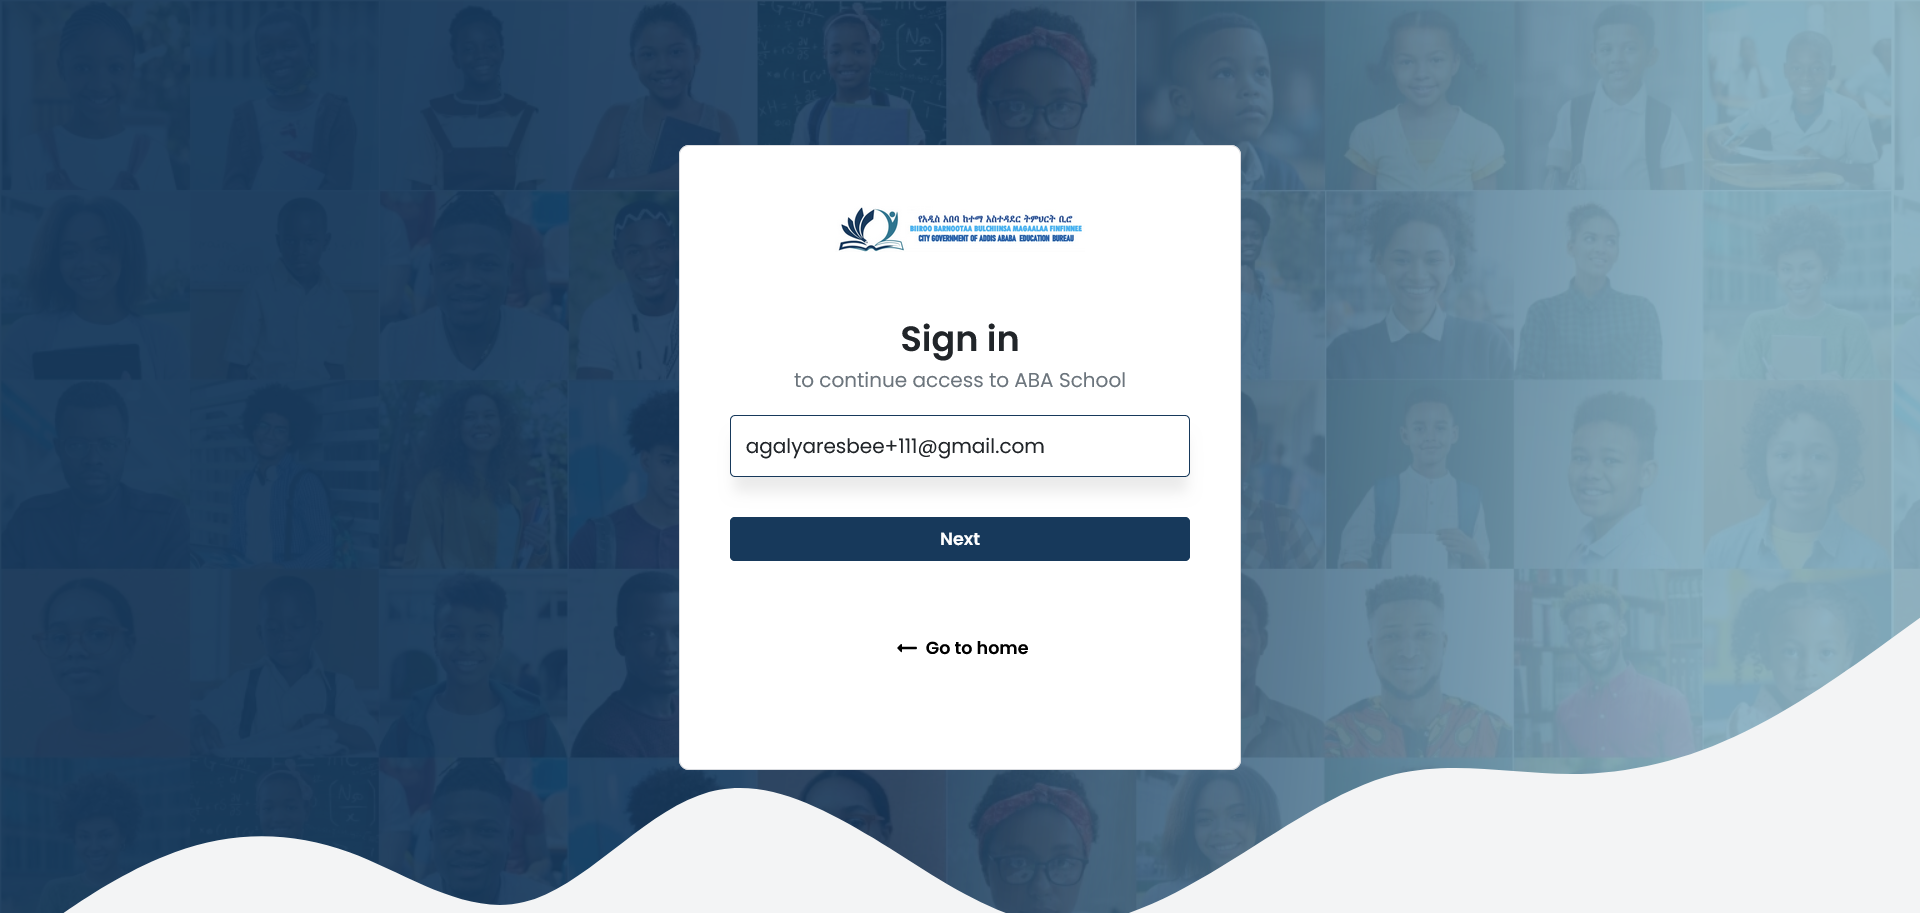 የአዲስ አበባ ከተማ አስተዳደር ትምህርት ቢሮ
BIIROO BARNOOTAA BULCHIINSA MAGAALAA FINFINNEE
CITY GOVERNMENT OF ADDIS ABABA EDUCATION BUREAU
Sign in
to continue access to ABA School
agalyaresbee+111@gmail.com
Next
Go to home